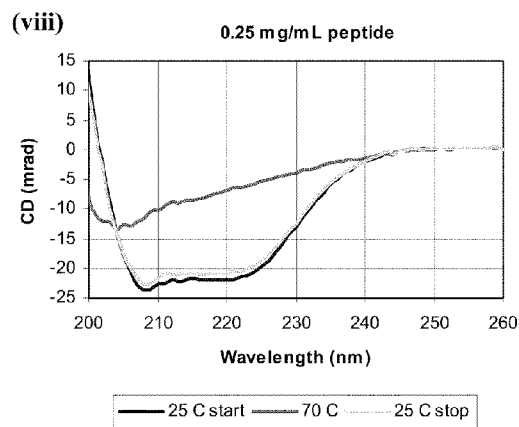 (viii)
0.25 mg/mL peptide
15
10
5
0
-5
-10
-15
-20
-25
CD (mrad)
200 210 220 230 240 250 260
Wavelength (nm)
25 C start 70 C 25 C stop